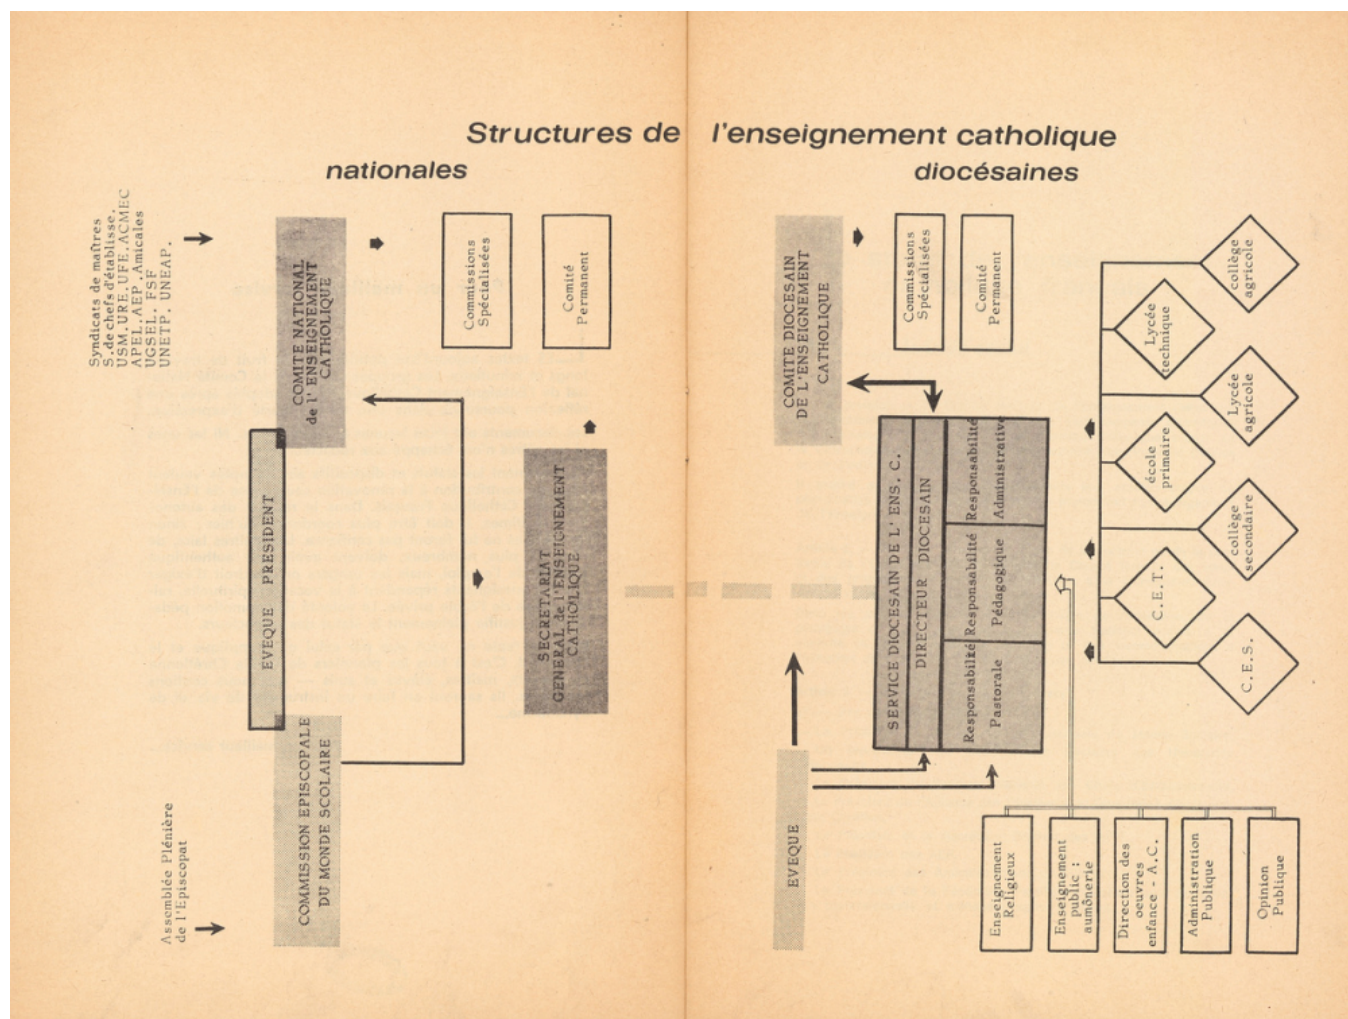 Structures de l'enseignement catholique
nationales
diocésaines
Syndicats de maîtres
S. de chefs d'établisse.
USM.URE.UFE.ACMEC
APEL.AEP.Amicales
UGSEL. FSF
UNETP. UNEAP.
COMITE NATIONAL
de l' ENSEIGNEMENT
CATHOLIQUE
Commissions
Spécialisées
Comité
Permanent
EVEQUE PRESIDENT
SECRETARIAT
GENERAL de l'ENSEIGNEMENT
CATHOLIQUE
Assemblée Plénière
de l'Episcopat
COMMISSION EPISCOPALE
DU MONDE SCOLAIRE
COMITE DIOCESAIN
DE L'ENSEIGNEMENT
CATHOLIQUE
Commissions
Spécialisées
Comité
Permanent
SERVICE DIOCESAIN DE L' ENS. C.
DIRECTEUR DIOCESAIN
Responsabilité
Administrative
Responsabilité
Pédagogique
Responsabilité
Pastorale
EVEQUE
collège
agricole
Lycée
technique
Lycée
agricole
école
primaire
collège
secondaire
C.E.T.
C.E.S.
Enseignement
Religieux
Enseignement
public :
aumônerie
Direction des
oeuvres
enfance - A.C.
Administration
Publique
Opinion
Publique